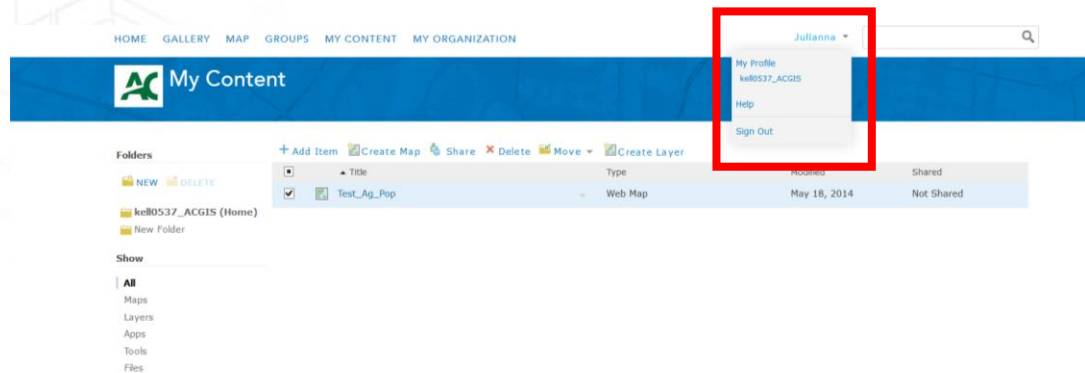 HOME GALLERY MAP GROUPS MY CONTENT MY ORGANIZATION Julianna
AC My Content
My Profile
kell0537_ACGIS
Help
Sign Out
Folders
NEW DELETE
kell0537_ACGIS (Home)
New Folder
Show
All
Maps
Layers
Apps
Tools
Files
+ Add Item Create Map Share Delete Move Create Layer
Title Type Modified Shared
Test_Ag_Pop Web Map May 18, 2014 Not Shared